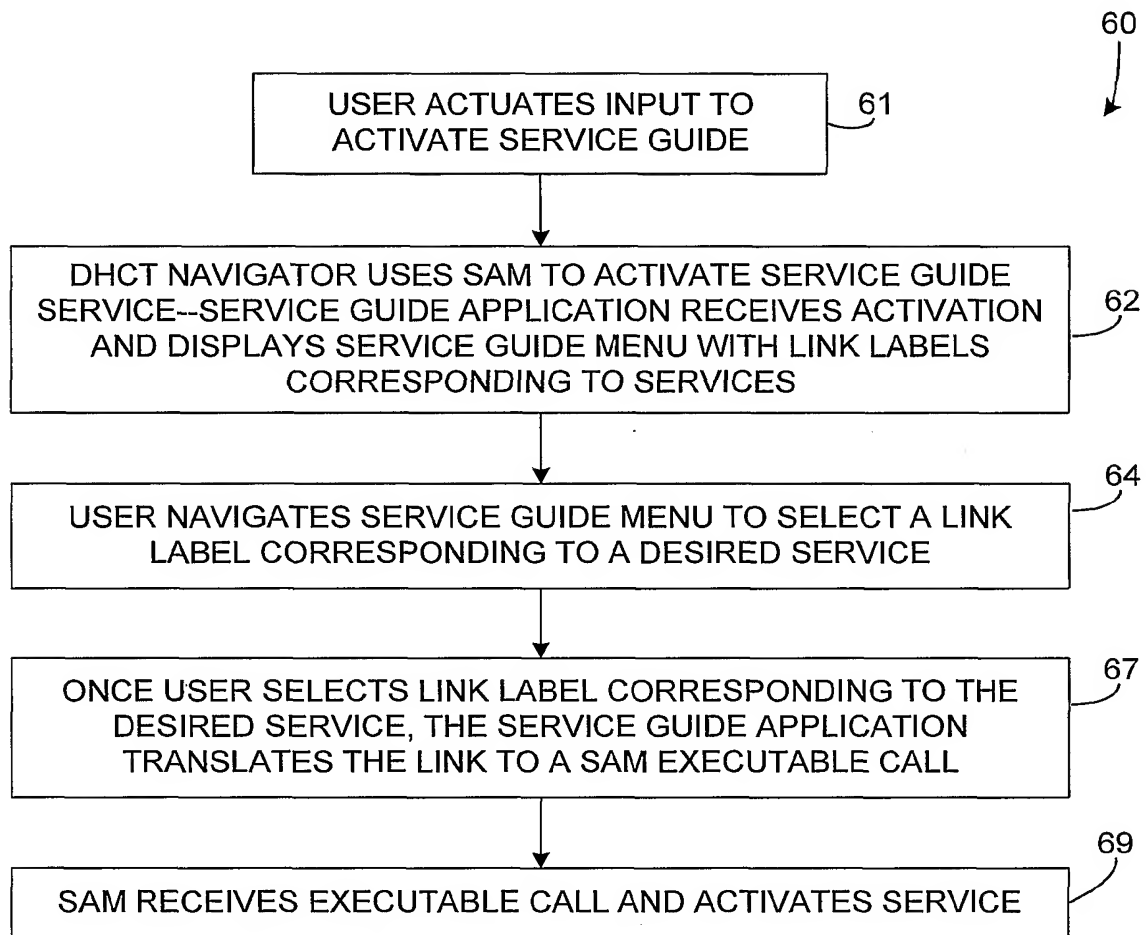 60
USER ACTUATES INPUT TO
ACTIVATE SERVICE GUIDE
61
DHCT NAVIGATOR USES SAM TO ACTIVATE SERVICE GUIDE
SERVICE--SERVICE GUIDE APPLICATION RECEIVES ACTIVATION
AND DISPLAYS SERVICE GUIDE MENU WITH LINK LABELS
CORRESPONDING TO SERVICES
62
USER NAVIGATES SERVICE GUIDE MENU TO SELECT A LINK
LABEL CORRESPONDING TO A DESIRED SERVICE
64
ONCE USER SELECTS LINK LABEL CORRESPONDING TO THE
DESIRED SERVICE, THE SERVICE GUIDE APPLICATION
TRANSLATES THE LINK TO A SAM EXECUTABLE CALL
67
SAM RECEIVES EXECUTABLE CALL AND ACTIVATES SERVICE
69